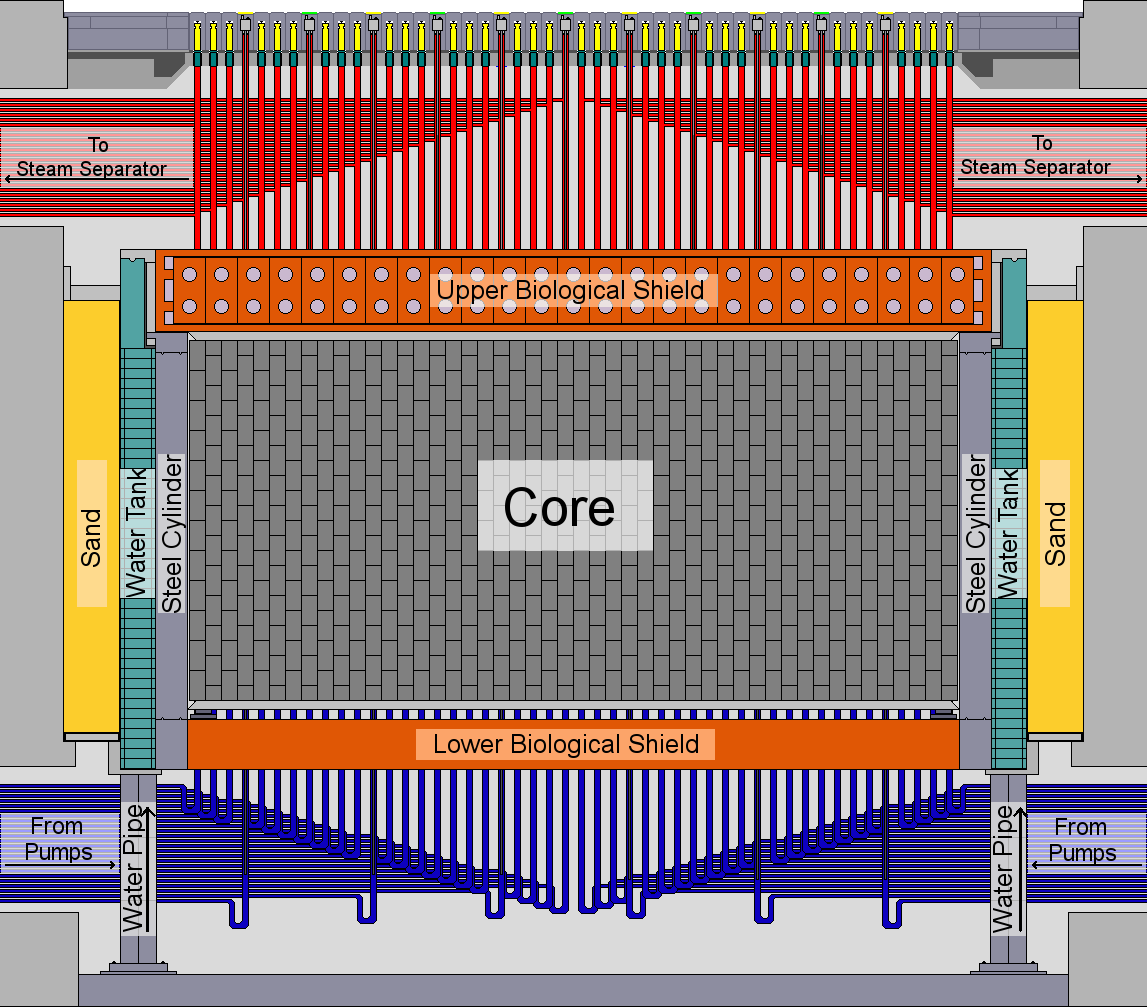 To
Steam Separator
To
Steam Separator
Upper Biological Shield
Sand
Water Tank
Steel Cylinder
Core
Steel Cylinder
Water Tank
Sand
Lower Biological Shield
From
Pumps
Water Pipe
Water Pipe
From
Pumps